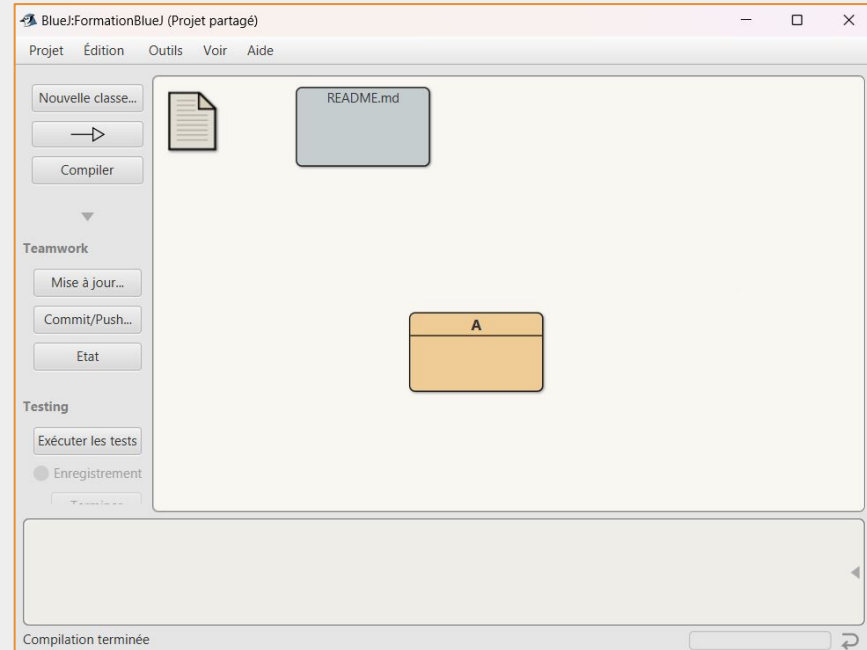 BlueJ:FormationBlueJ (Projet partagé)
Projet Édition Outils Voir Aide
Nouvelle classe...
Compiler
Teamwork
Mise à jour...
Commit/Push...
Etat
Testing
Exécuter les tests
Enregistrement
README.md
A
Compilation terminée